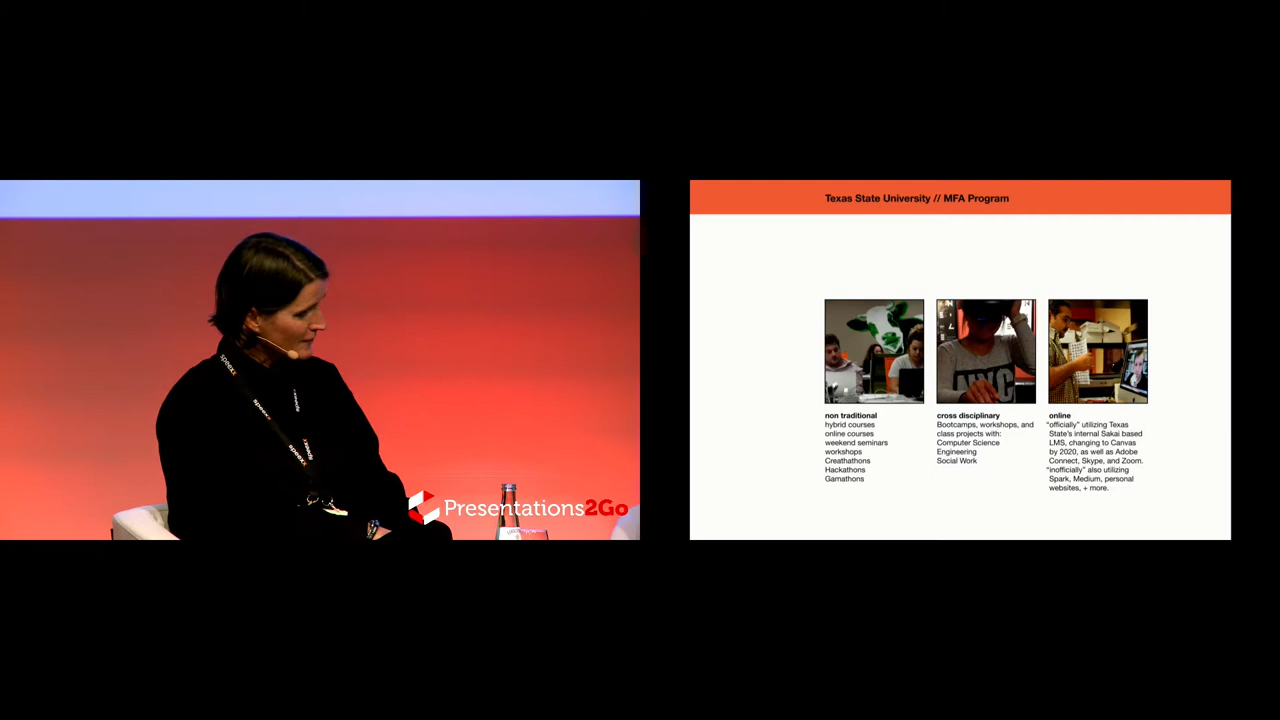 Texas State University // MFA Program
non traditional
hybrid courses
online courses
weekend seminars
workshops
Creathathons
Hackathons
Gamathons
cross disciplinary
Bootcamps, workshops, and
class projects with:
Computer Science
Engineering
Social Work
online
“officially” utilizing Texas
State’s internal Sakai based
LMS, changing to Canvas
by 2020, as well as Adobe
Connect, Skype, and Zoom.
“inofficially” also utilizing
Spark, Medium, personal
websites, + more.
NYC
Presentations2Go